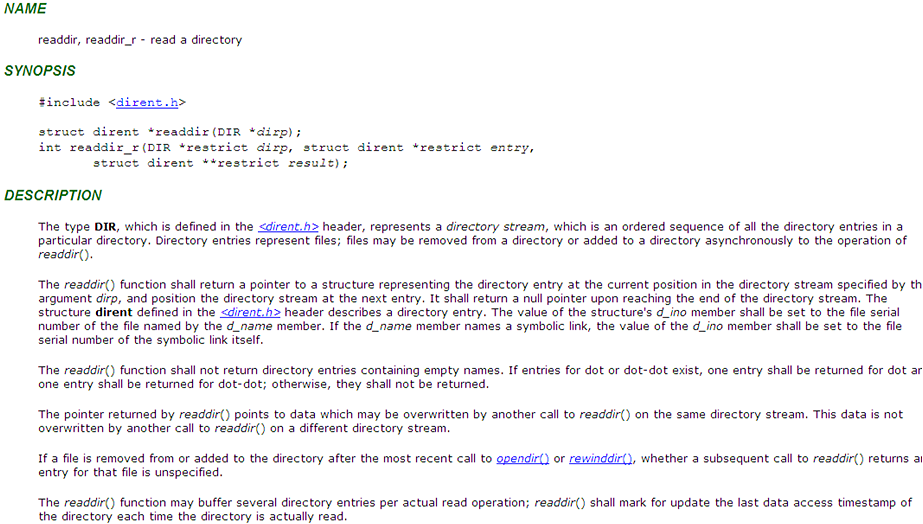 NAME
readdir, readdir_r - read a directory
SYNOPSIS
#include <dirent.h>
struct dirent *readdir(DIR *dirp);
int readdir_r(DIR *restrict dirp, struct dirent *restrict entry,
struct dirent **restrict result);
DESCRIPTION
The type DIR, which is defined in the <dirent.h> header, represents a directory stream, which is an ordered sequence of all the directory entries in a
particular directory. Directory entries represent files; files may be removed from a directory or added to a directory asynchronously to the operation of
readdir().
The readdir() function shall return a pointer to a structure representing the directory entry at the current position in the directory stream specified by th
argument dirp, and position the directory stream at the next entry. It shall return a null pointer upon reaching the end of the directory stream. The
structure dirent defined in the <dirent.h> header describes a directory entry. The value of the structure's d_ino member shall be set to the file serial
number of the file named by the d_name member. If the d_name member names a symbolic link, the value of the d_ino member shall be set to the file
serial number of the symbolic link itself.
The readdir() function shall not return directory entries containing empty names. If entries for dot or dot-dot exist, one entry shall be returned for dot an
one entry shall be returned for dot-dot; otherwise, they shall not be returned.
The pointer returned by readdir() points to data which may be overwritten by another call to readdir() on the same directory stream. This data is not
overwritten by another call to readdir() on a different directory stream.
If a file is removed from or added to the directory after the most recent call to opendir() or rewinddir(), whether a subsequent call to readdir() returns an
entry for that file is unspecified.
The readdir() function may buffer several directory entries per actual read operation; readdir() shall mark for update the last data access timestamp of
the directory each time the directory is actually read.